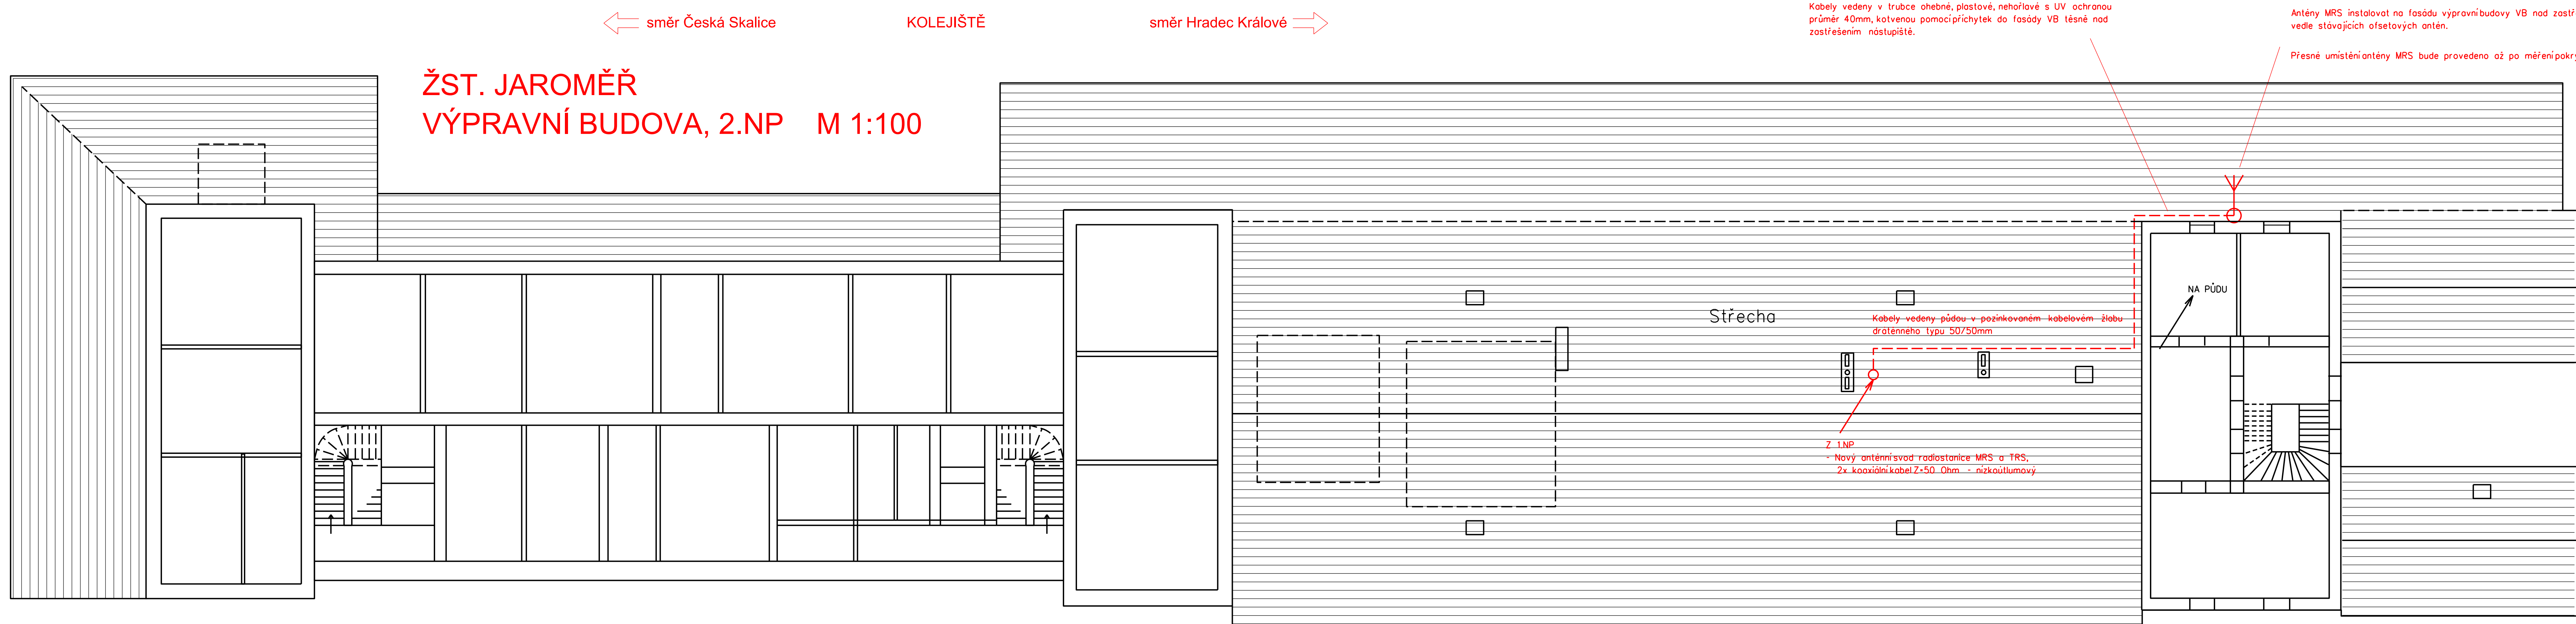 směr Česká Skalice
KOLEJIŠTĚ
směr Hradec Králové
Kabely vedeny v trubce ohebné, plastové, nehořlavé s UV ochranou
průměr 40mm, kotvenou pomocí příchytek do fasády VB těsně nad
zastřešením nástupiště.
Antény MRS instalovat na fasádu výpravní budovy VB nad
vedle stávajících ofsetových antén.
Přesné umístění antény MRS bude provedeno až po měření
ŽST. JAROMĚŘ
VÝPRAVNÍ BUDOVA, 2.NP M 1:100
NA PŮDU
Střecha
Kabely vedeny půdou v pozinkovaném kabelovém žlabu
drátěnného typu 50/50mm
Z 1.NP
- Nový anténní svod radiostanice MRS a TRS,
2x koaxiální kabel Z=50 Ohm - nízkoútlumový